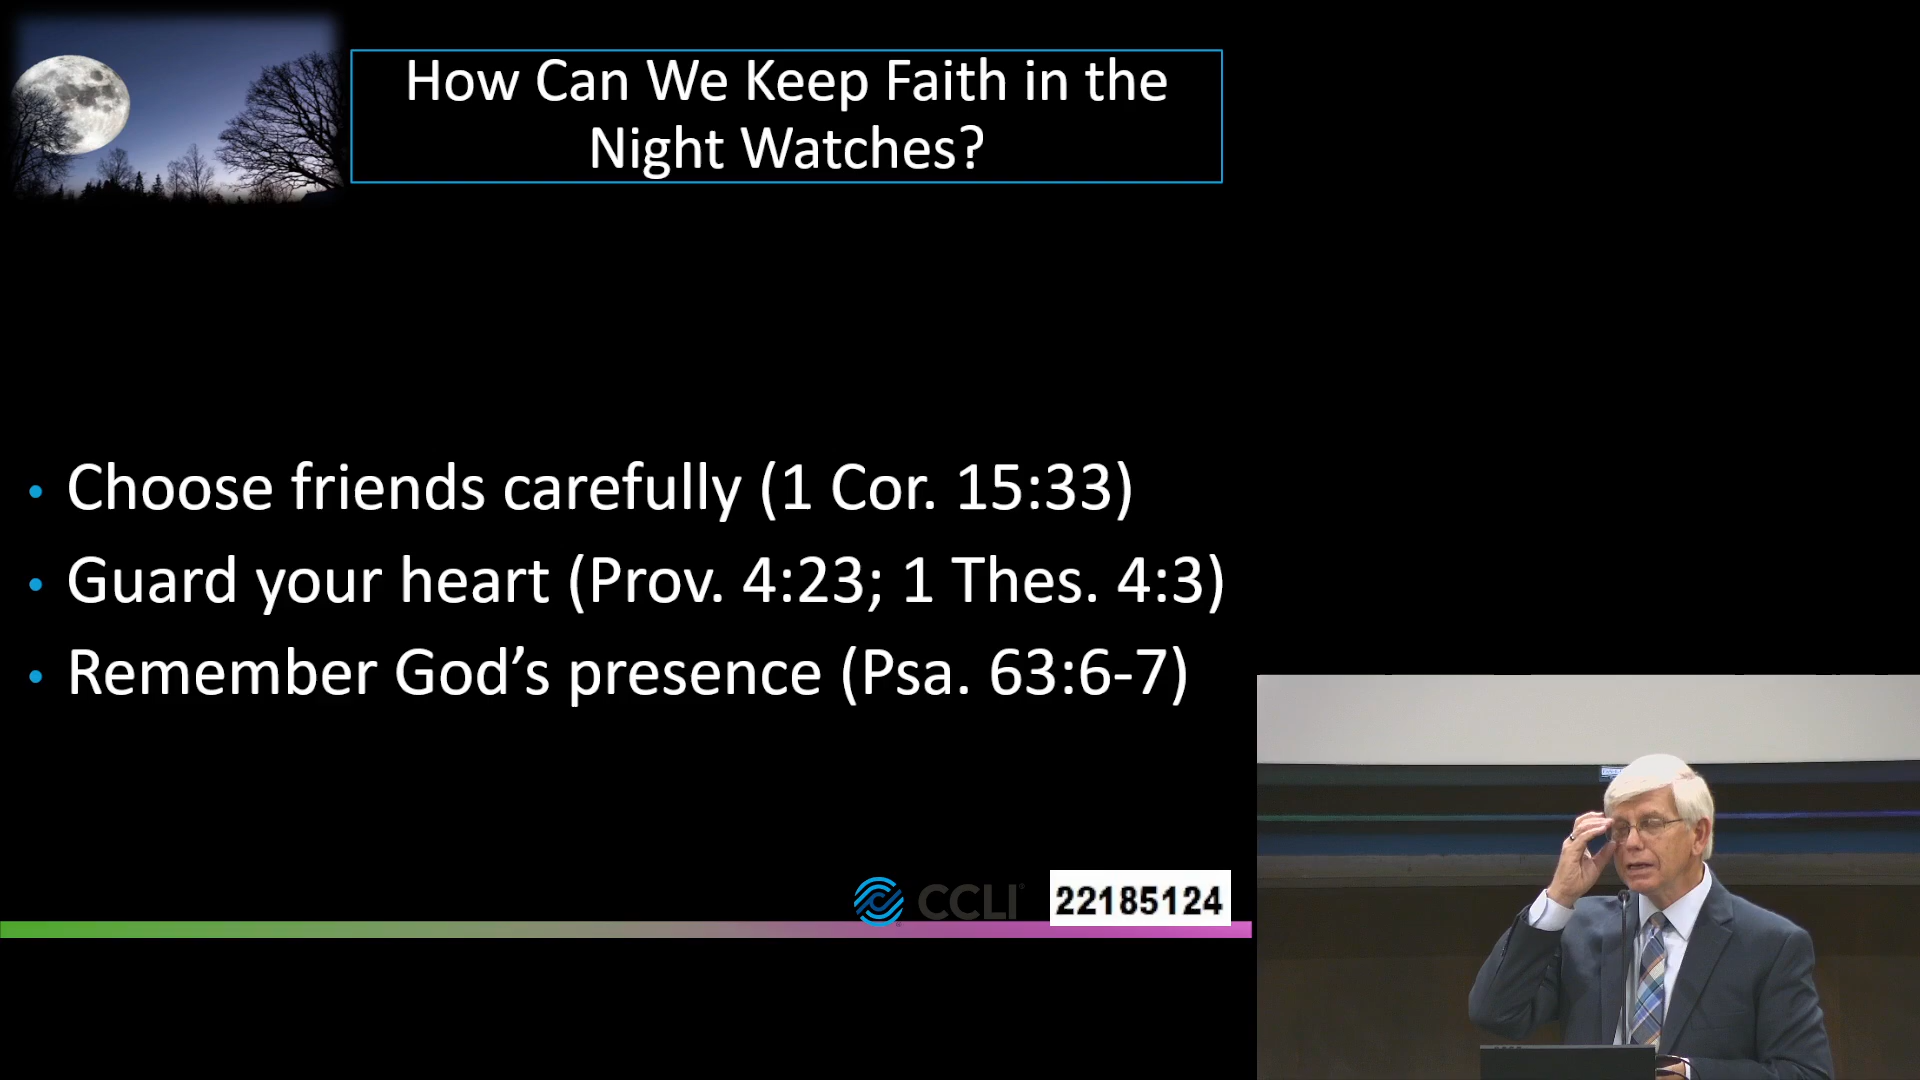 How Can We Keep Faith in the
Night Watches?
• Choose friends carefully (1 Cor. 15:33)
• Guard your heart (Prov. 4:23; 1 Thes. 4:3)
• Remember God’s presence (Psa. 63:6-7)
CCLI® 22185124